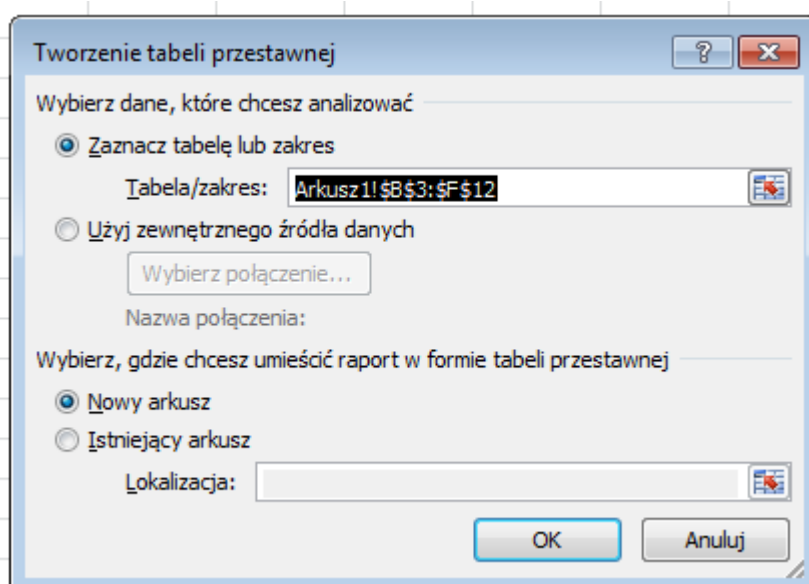 Tworzenie tabeli przestawnej
Wybierz dane, które chcesz analizować
Zaznacz tabelę lub zakres
Tabela/zakres: Arkusz1!$B$3:$F$12
Użyj zewnętrznego źródła danych
Wybierz połączenie...
Nazwa połączenia:
Wybierz, gdzie chcesz umieścić raport w formie tabeli przestawnej
Nowy arkusz
Istniejący arkusz
Lokalizacja:
OK Anuluj